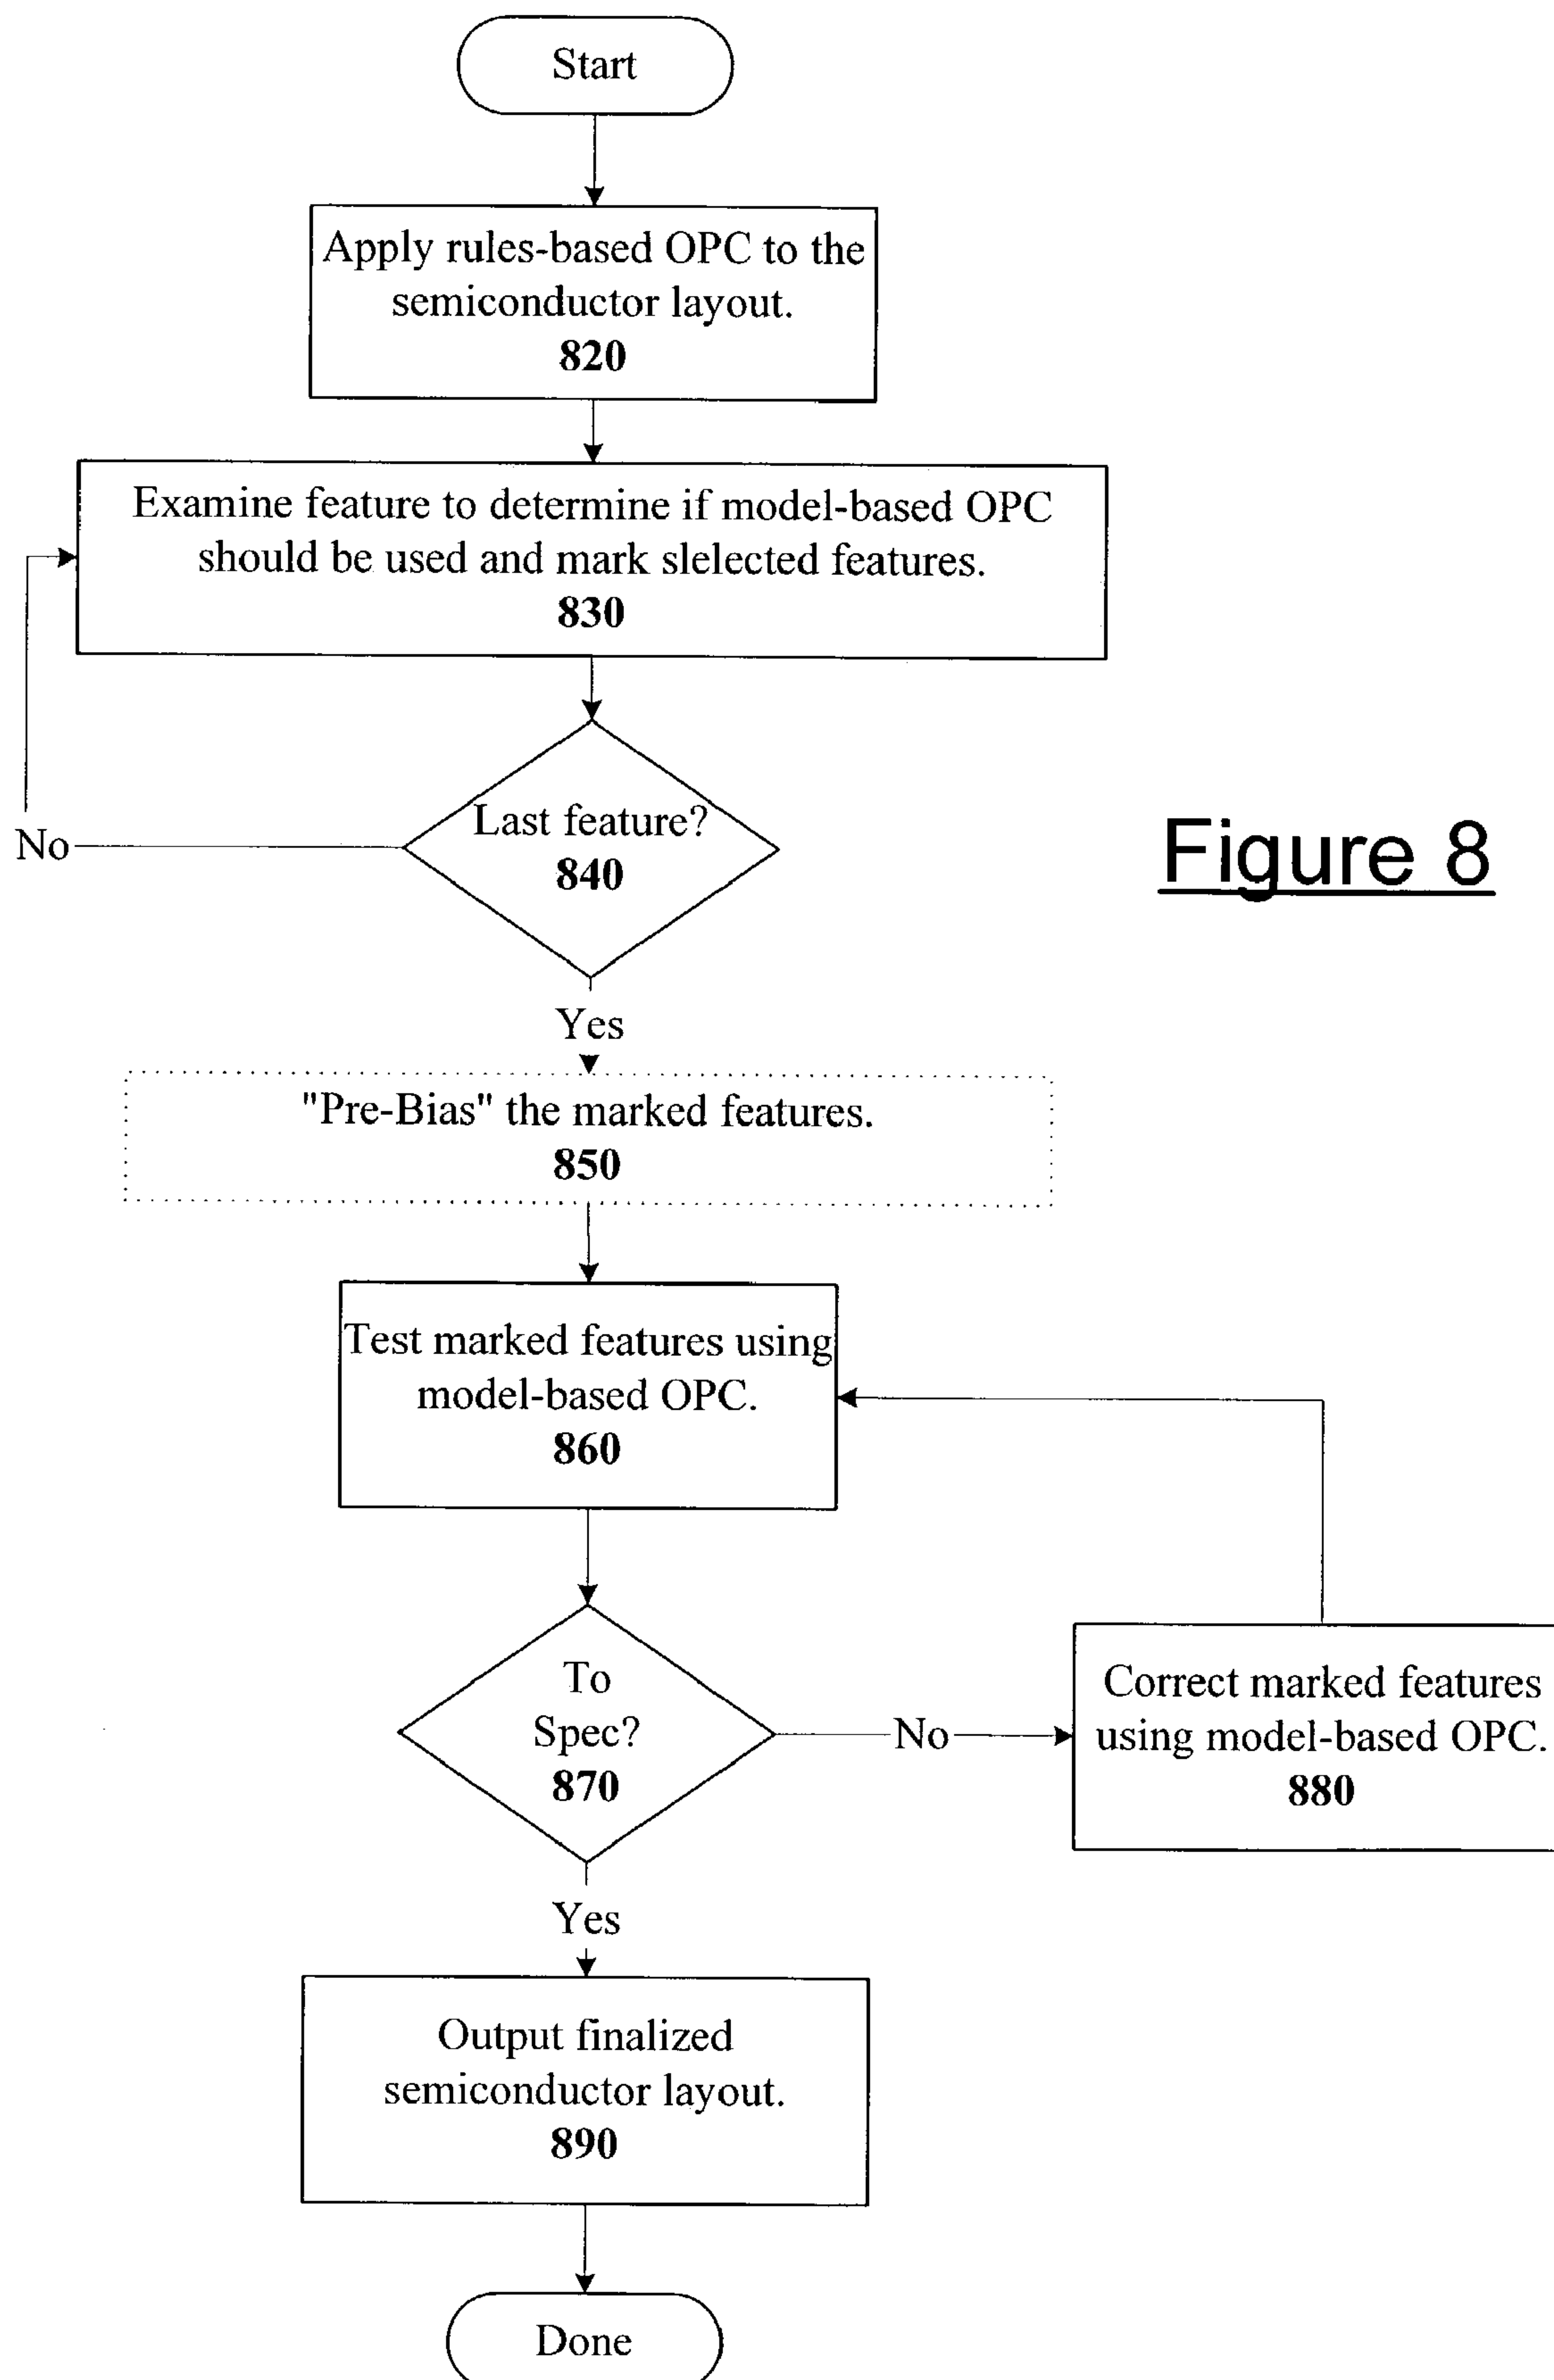 Start
Apply rules-based OPC to the
semiconductor layout.
820
Examine feature to determine if model-based OPC
should be used and mark slelected features.
830
Last feature?
840
No
Figure 8
Yes
"Pre-Bias" the marked features.
850
Test marked features using
model-based OPC.
860
To
Spec?
870
No
Correct marked features
using model-based OPC.
880
Yes
Output finalized
semiconductor layout.
890
Done